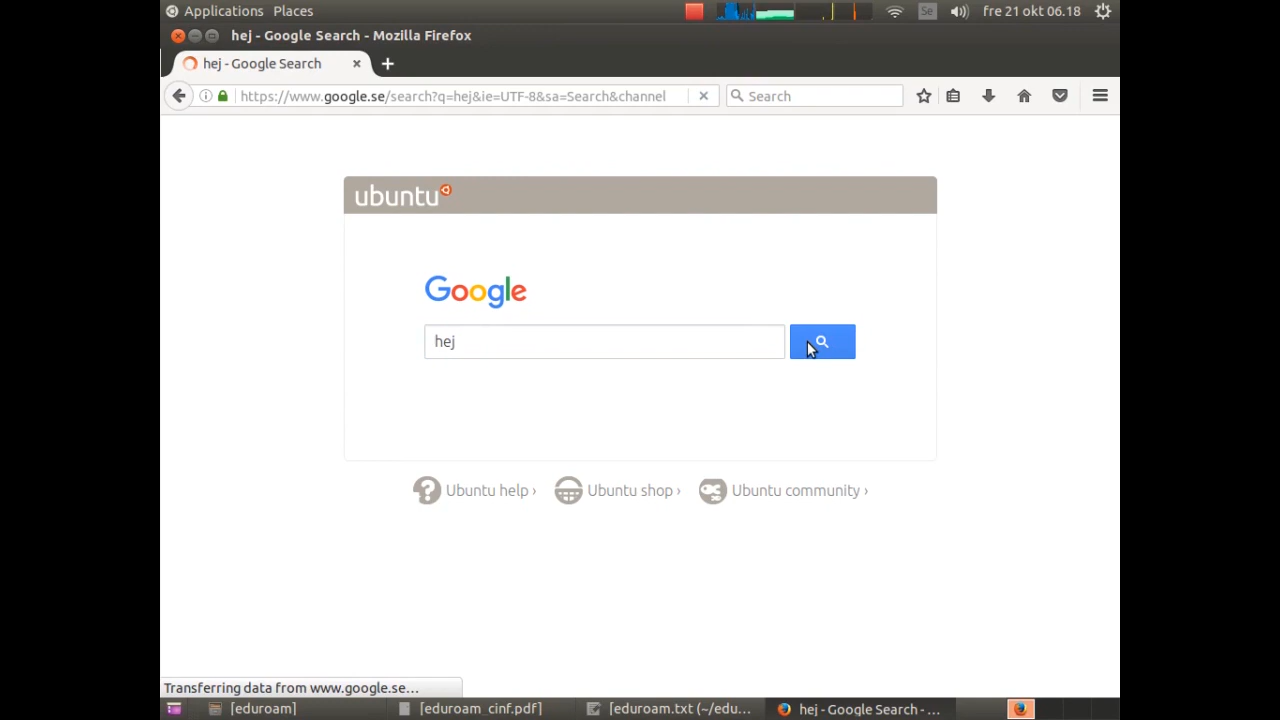 Applications Places Se fre 21 okt 06.18
hej - Google Search - Mozilla Firefox
hej - Google Search
https://www.google.se/search?q=hej&ie=UTF-8&sa=Search&channel Search
ubuntu
Google
hej
Ubuntu help › Ubuntu shop › Ubuntu community ›
Transferring data from www.google.se...
[eduroam] [eduroam_cinf.pdf] [eduroam.txt (~/edu... hej - Google Search - ...